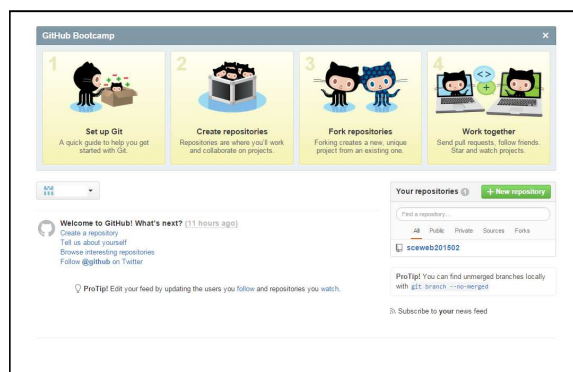 GitHub Bootcamp
1
Set up Git
A quick guide to help you get
started with Git.
2
Create repositories
Repositories are where you'll work
and collaborate on projects.
3
Fork repositories
Forking creates a new, unique
project from an existing one.
4
<>
+
Work together
Send pull requests, follow friends.
Star and watch projects.
Welcome to GitHub! What's next? (11 hours ago)
Create a repository
Tell us about yourself
Browse interesting repositories
Follow @github on Twitter
ProTip! Edit your feed by updating the users you follow and repositories you watch.
Your repositories 1
+ New repository
Find a repository...
All Public Private Sources Forks
sceweb201502
ProTip! You can find unmerged branches locally
with git branch --no-merged
Subscribe to your news feed